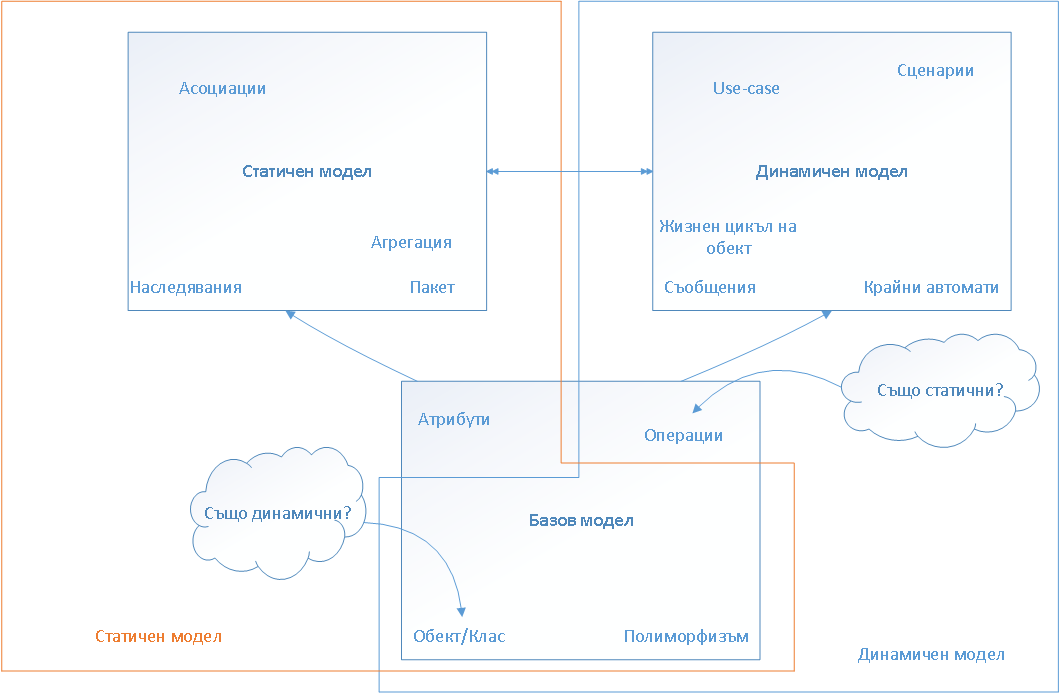 Асоциации
Статичен модел
Агрегация
Наследявания
Пакет
Сценарии
Use-case
Динамичен модел
Жизнен цикъл на
обект
Съобщения
Крайни автомати
Също статични?
Атрибути
Операции
Също динамични?
Базов модел
Обект/Клас
Полиморфизъм
Статичен модел
Динамичен модел